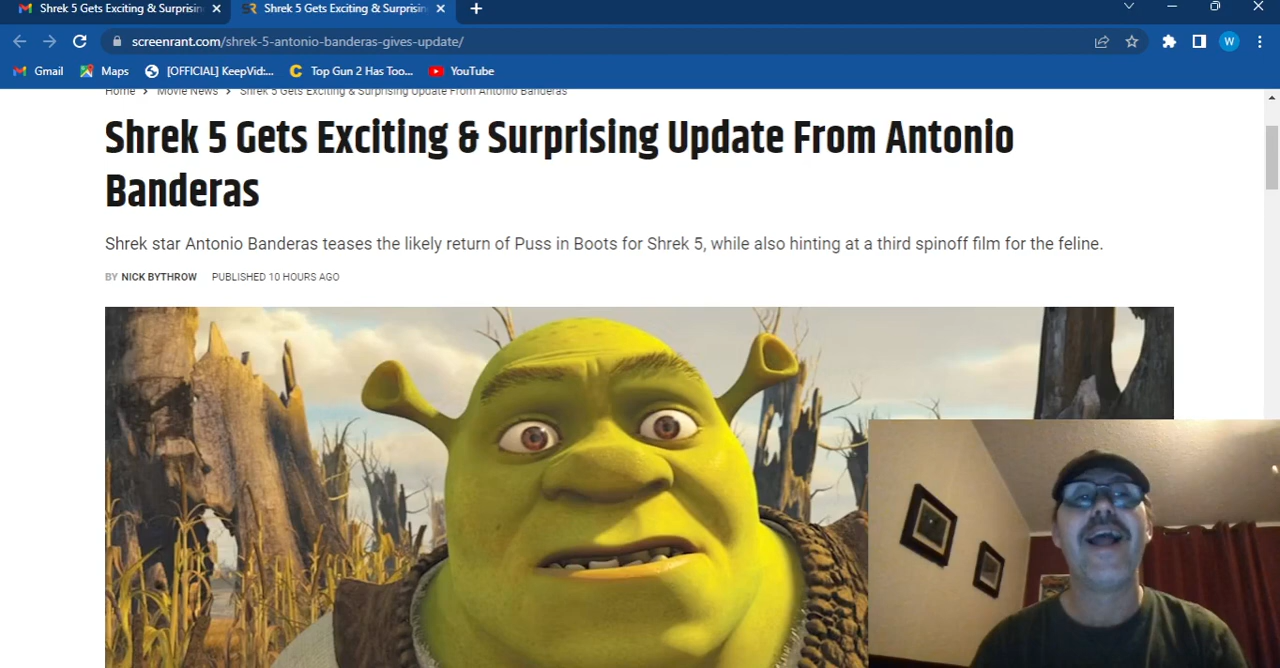 Shrek 5 Gets Exciting & Surprisin
Shrek 5 Gets Exciting & Surprisin
screenrant.com/shrek-5-antonio-banderas-gives-update/
W
Gmail
Maps
[OFFICIAL] KeepVid:...
Top Gun 2 Has Too...
YouTube
Home > Movie News > Shrek 5 Gets Exciting & Surprising Update From Antonio Banderas
Shrek 5 Gets Exciting & Surprising Update From Antonio
Banderas
Shrek star Antonio Banderas teases the likely return of Puss in Boots for Shrek 5, while also hinting at a third spinoff film for the feline.
BY NICK BYTHROW PUBLISHED 10 HOURS AGO